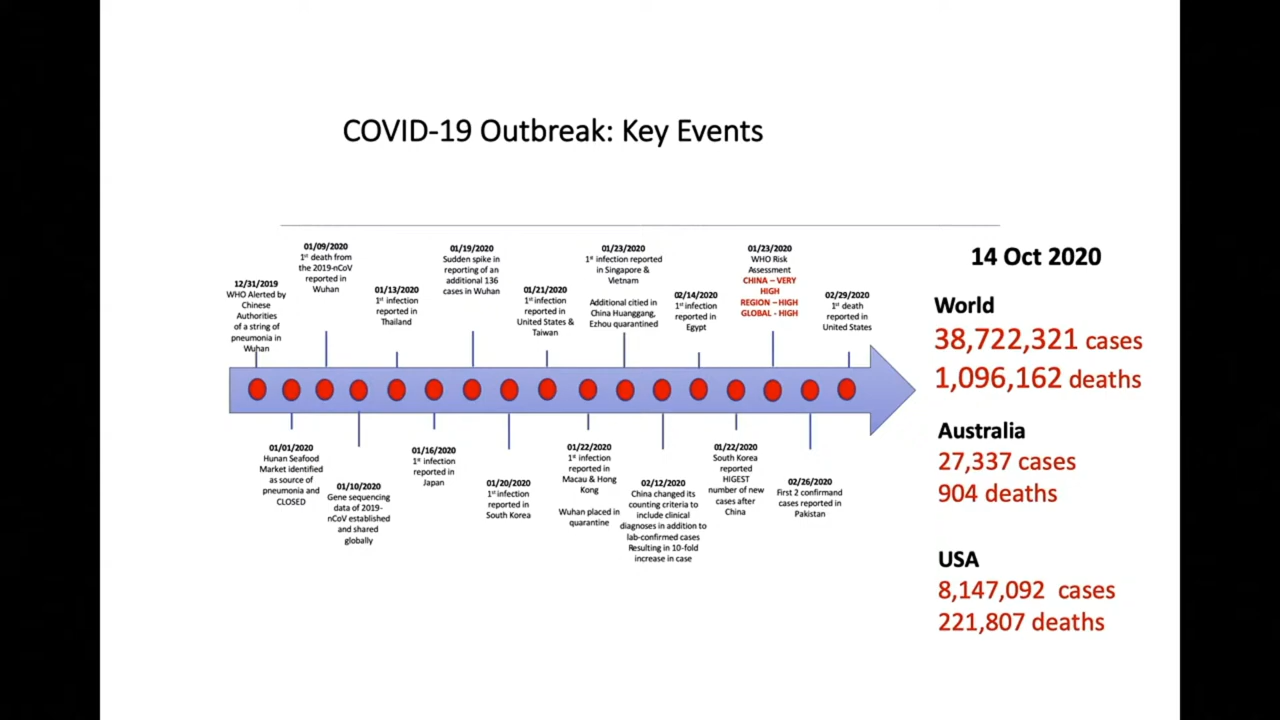 COVID-19 Outbreak: Key Events
12/31/2019
WHO Alerted by
Chinese
Authorities
of a string of
pneumonia in
Wuhan
01/09/2020
1st death from
the 2019-nCoV
reported in
Wuhan
01/13/2020
1st infection
reported in
Thailand
01/19/2020
Sudden spike in
reporting of an
additional 136
cases in Wuhan
01/21/2020
1st infection
reported in
United States &
Taiwan
01/23/2020
1st infection reported
in Singapore &
Vietnam
Additional citied in
China Huanggang,
Ezhou quarantined
02/14/2020
1st infection
reported in
Egypt
01/23/2020
WHO Risk
Assessment
CHINA – VERY
HIGH
REGION – HIGH
GLOBAL - HIGH
02/29/2020
1st death
reported in
United States
01/01/2020
Hunan Seafood
Market identified
as source of
pneumonia and
CLOSED
01/10/2020
Gene sequencing
data of 2019-
nCoV established
and shared
globally
01/16/2020
1st infection
reported in
Japan
01/20/2020
1st infection
reported in
South Korea
01/22/2020
1st infection
reported in
Macau & Hong
Kong
Wuhan placed in
quarantine
02/12/2020
China changed its
counting criteria to
include clinical
diagnoses in addition to
lab-confirmed cases
Resulting in 10-fold
increase in case
01/22/2020
South Korea
reported
HIGEST
number of new
cases after
China
02/26/2020
First 2 confirmand
cases reported in
Pakistan
14 Oct 2020
World
38,722,321 cases
1,096,162 deaths
Australia
27,337 cases
904 deaths
USA
8,147,092 cases
221,807 deaths